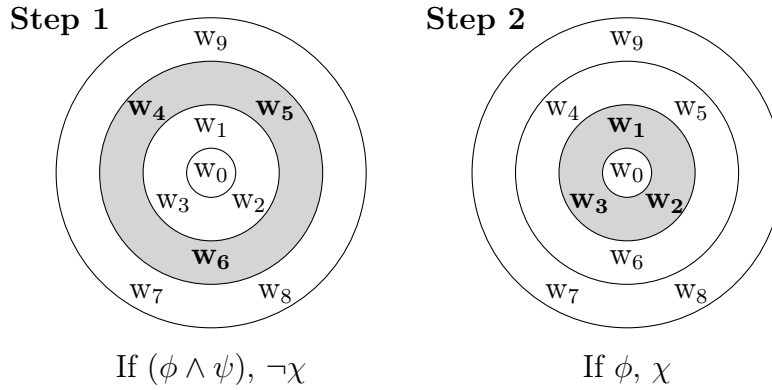 Step 1
w₉
w₄ w₅
w₁
w₀
w₃ w₂
w₆
w₇ w₈
If (ϕ ∧ ψ), ¬χ
Step 2
w₉
w₄ w₅
w₁
w₀
w₃ w₂
w₆
w₇ w₈
If ϕ, χ